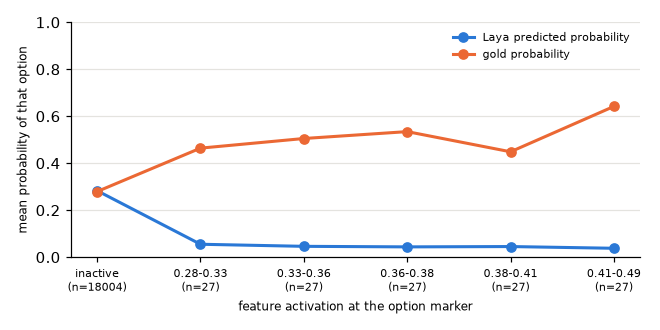 mean probability of that option
1.0
0.8
0.6
0.4
0.2
0.0
Laya predicted probability
gold probability
inactive
(n=18004)
0.28-0.33
(n=27)
0.33-0.36
(n=27)
0.36-0.38
(n=27)
0.38-0.41
(n=27)
0.41-0.49
(n=27)
feature activation at the option marker